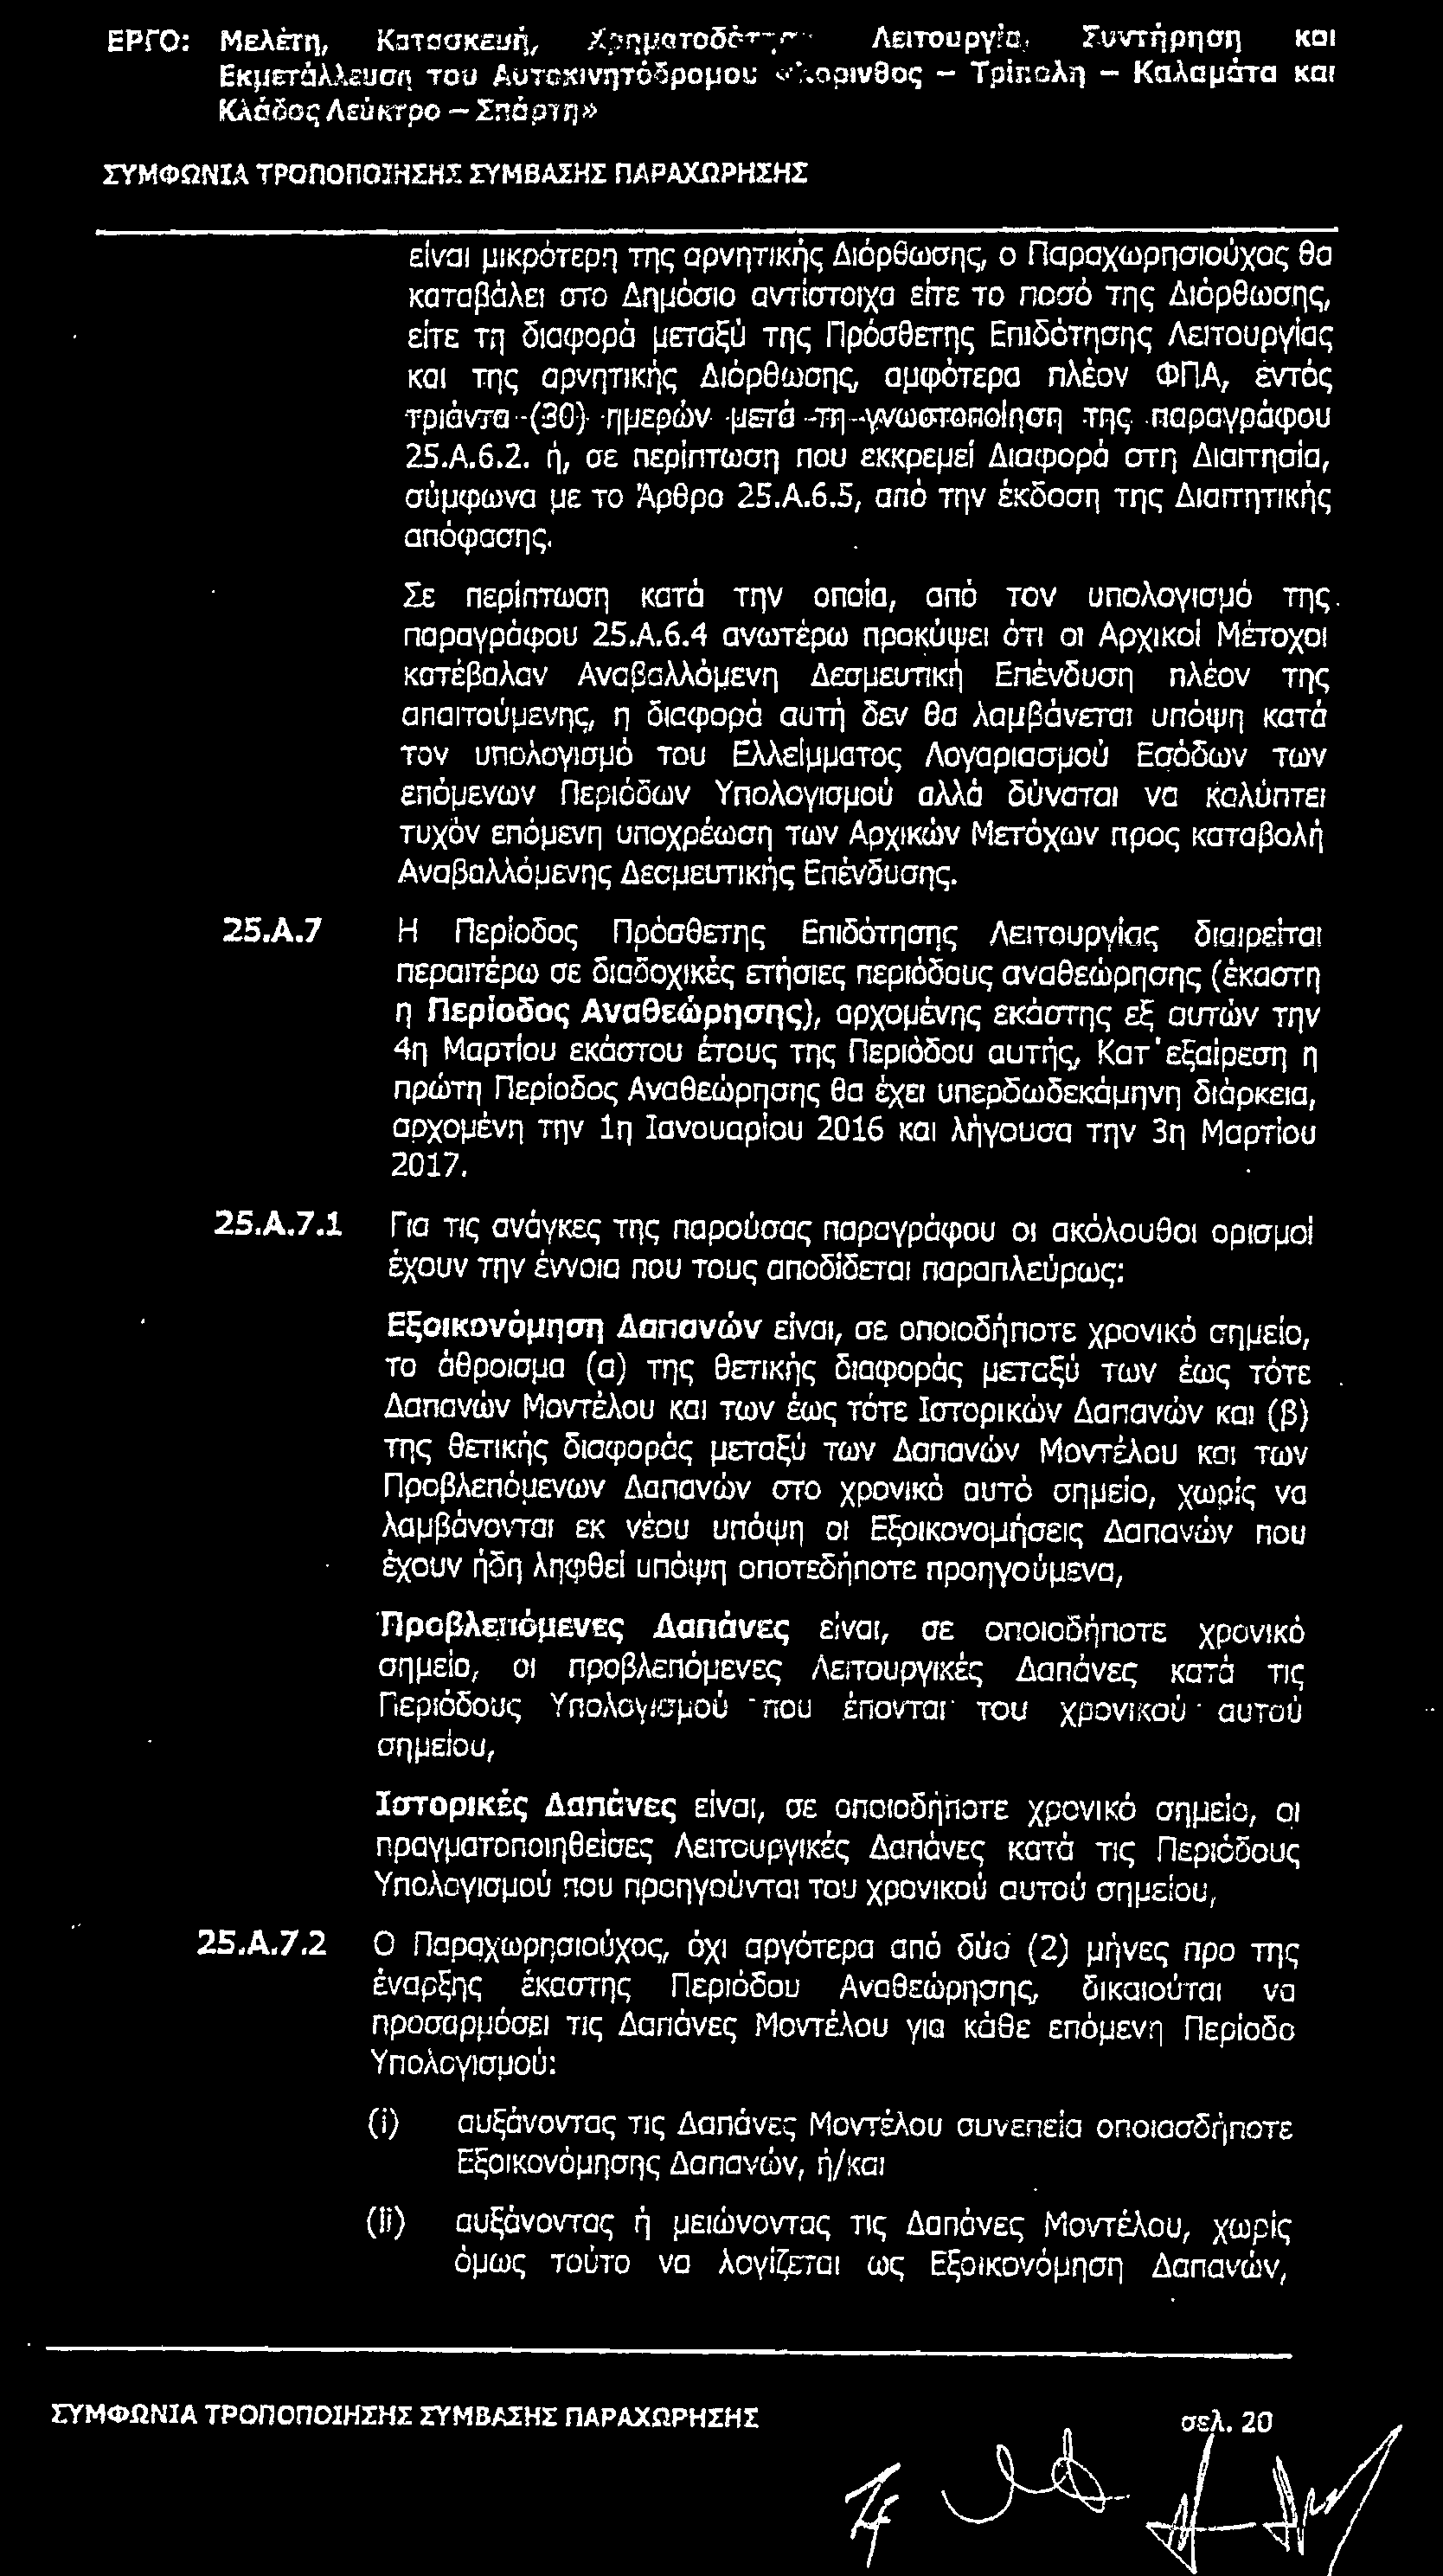 ΕΡΓΟ: Μελέτη, Κατασκευή, Λειτουργία, Συντήρηση και
Εκμετάλλευση του Αυτοκινητόδρομου «Κορινθος – Τρίπολη – Καλαμάτα και
Κλάδος Λεύκτρο – Σπάρτη»
ΣΥΜΦΩΝΙΑ ΤΡΟΠΟΠΟΙΗΣΗΣ ΣΥΜΒΑΣΗΣ ΠΑΡΑΧΩΡΗΣΗΣ
είναι μικρότερη της αρνητικής Διόρθωσης, ο Παραχωρησιούχος θα
καταβάλει στο Δημόσιο αντίστοιχα είτε το ποσό της Διόρθωσης,
είτε τη διαφορά μεταξύ της Πρόσθετης Επιδότησης Λειτουργίας
και της αρνητικής Διόρθωσης, αμφότερα πλέον ΦΠΑ, εντός
τριάντα (30) ημερών μετά τη γνωστοποίηση της παραγράφου
25.Α.6.2. ή, σε περίπτωση που εκκρεμεί Διαφορά στη Διαιτησία,
σύμφωνα με το Άρθρο 25.Α.6.5, από την έκδοση της Διαιτητικής
απόφασης.
Σε περίπτωση κατά την οποία, από τον υπολογισμό της
παραγράφου 25.Α.6.4 ανωτέρω προκύψει ότι οι Αρχικοί Μέτοχοι
κατέβαλαν Αναβαλλόμενη Δεσμευτική Επένδυση πλέον της
απαιτούμενης, η διαφορά αυτή δεν θα λαμβάνεται υπόψη κατά
τον υπολογισμό του Ελλείμματος Λογαριασμού Εσόδων των
επόμενων Περιόδων Υπολογισμού αλλά δύναται να καλύπτει
τυχόν επόμενη υποχρέωση των Αρχικών Μετόχων προς καταβολή
Αναβαλλόμενης Δεσμευτικής Επένδυσης.
25.Α.7 Η Περίοδος Πρόσθετης Επιδότησης Λειτουργίας διαιρείται
περαιτέρω σε διαδοχικές ετήσιες περιόδους αναθεώρησης (έκαστη
η Περίοδος Αναθεώρησης), αρχομένης εκάστης εξ αυτών την
4η Μαρτίου εκάστου έτους της Περιόδου αυτής. Κατ'εξαίρεση η
πρώτη Περίοδος Αναθεώρησης θα έχει υπερδωδεκάμηνη διάρκεια,
αρχομένη την 1η Ιανουαρίου 2016 και λήγουσα την 3η Μαρτίου
2017.
25.Α.7.1 Για τις ανάγκες της παρούσας παραγράφου οι ακόλουθοι ορισμοί
έχουν την έννοια που τους αποδίδεται παραπλεύρως:
Εξοικονόμηση Δαπανών είναι, σε οποιοδήποτε χρονικό σημείο,
το άθροισμα (α) της θετικής διαφοράς μεταξύ των έως τότε
Δαπανών Μοντέλου και των έως τότε Ιστορικών Δαπανών και (β)
της θετικής διαφοράς μεταξύ των Δαπανών Μοντέλου και των
Προβλεπόμενων Δαπανών στο χρονικό αυτό σημείο, χωρίς να
λαμβάνονται εκ νέου υπόψη οι Εξοικονομήσεις Δαπανών που
έχουν ήδη ληφθεί υπόψη οποτεδήποτε προηγούμενα,
Προβλεπόμενες Δαπάνες είναι, σε οποιοδήποτε χρονικό
σημείο, οι προβλεπόμενες Λειτουργικές Δαπάνες κατά τις
Περιόδους Υπολογισμού που έπονται του χρονικού αυτού
σημείου,
Ιστορικές Δαπάνες είναι, σε οποιοδήποτε χρονικό σημείο, οι
πραγματοποιηθείσες Λειτουργικές Δαπάνες κατά τις Περιόδους
Υπολογισμού που προηγούνται του χρονικού αυτού σημείου,
25.Α.7.2 Ο Παραχωρησιούχος, όχι αργότερα από δύο (2) μήνες προ της
έναρξης έκαστης Περιόδου Αναθεώρησης, δικαιούται να
προσαρμόσει τις Δαπάνες Μοντέλου για κάθε επόμενη Περίοδο
Υπολογισμού:
(i) αυξάνοντας τις Δαπάνες Μοντέλου συνεπεία οποιασδήποτε
Εξοικονόμησης Δαπανών, ή/και
(ii) αυξάνοντας ή μειώνοντας τις Δαπάνες Μοντέλου, χωρίς
όμως τούτο να λογίζεται ως Εξοικονόμηση Δαπανών,
ΣΥΜΦΩΝΙΑ ΤΡΟΠΟΠΟΙΗΣΗΣ ΣΥΜΒΑΣΗΣ ΠΑΡΑΧΩΡΗΣΗΣ σελ. 20